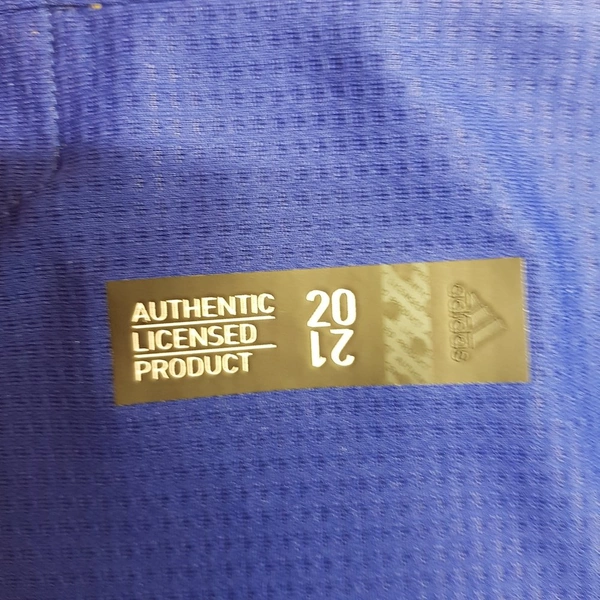 AUTHENTIC
LICENSED
PRODUCT
20
21
adidas